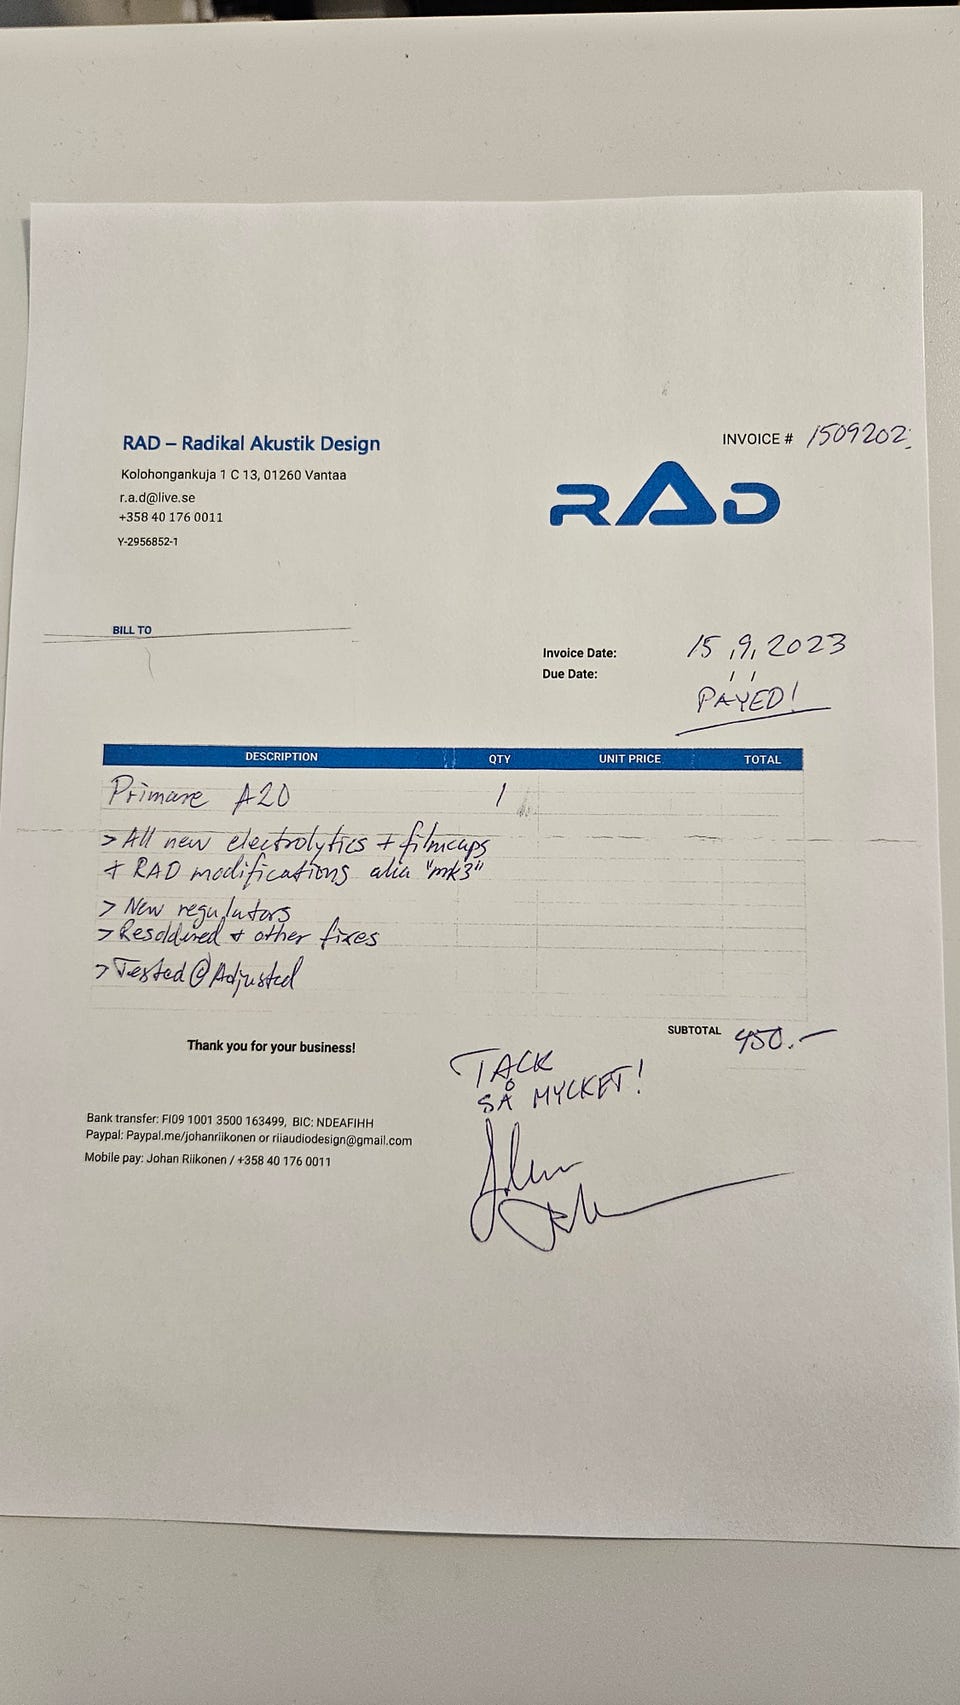 RAD – Radikal Akustik Design
INVOICE # 1509202
Kolohongankuja 1 C 13, 01260 Vantaa
r.a.d@live.se
+358 40 176 0011
Y-2956852-1
RAD
BILL TO
Invoice Date: 15.9.2023
Due Date: " "
PAYED!
DESCRIPTION QTY UNIT PRICE TOTAL
Primare A20 1
> All new electrolytics + filmcaps
+ RAD modifications alia "mk3"
> New regulators
> Resoldered + other fixes
> Tested @ Adjusted
SUBTOTAL 450.–
Thank you for your business!
TACK
SÅ MYCKET!
Bank transfer: FI09 1001 3500 163499, BIC: NDEAFIHH
Paypal: Paypal.me/johanriikonen or riiaudiodesign@gmail.com
Mobile pay: Johan Riikonen / +358 40 176 0011